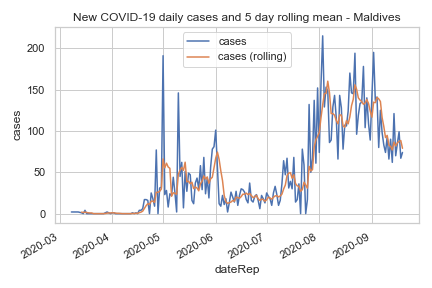 New COVID-19 daily cases and 5 day rolling mean - Maldives
cases
cases (rolling)
200
150
100
50
0
cases
2020-03
2020-04
2020-05
2020-06
2020-07
2020-08
2020-09
dateRep